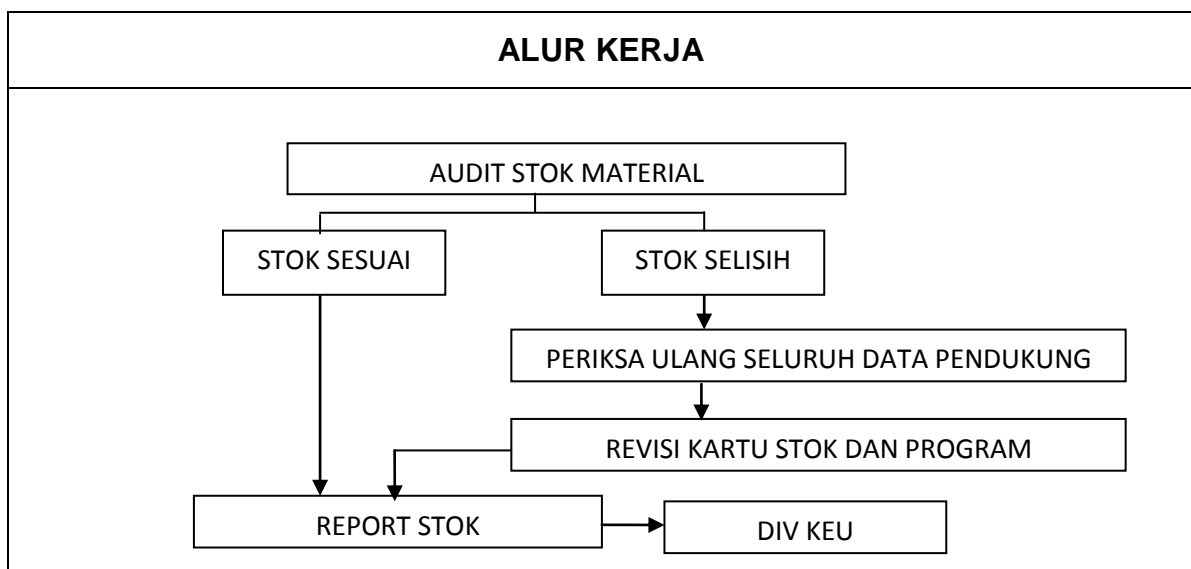 ALUR KERJA
AUDIT STOK MATERIAL
STOK SESUAI
STOK SELISIH
PERIKSA ULANG SELURUH DATA PENDUKUNG
REVISI KARTU STOK DAN PROGRAM
REPORT STOK
DIV KEU